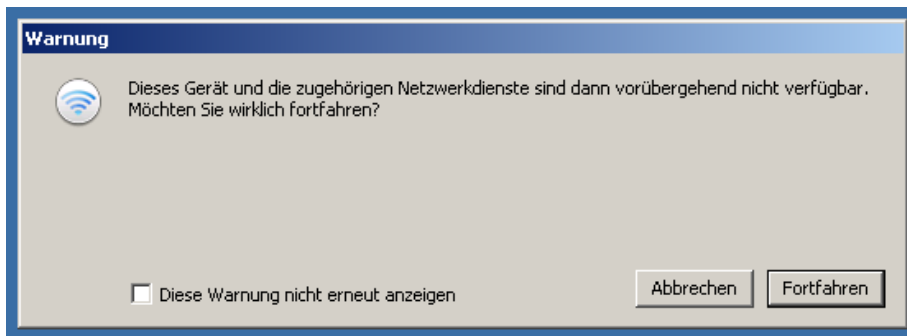 Warnung
Dieses Gerät und die zugehörigen Netzwerkdienste sind dann vorübergehend nicht verfügbar.
Möchten Sie wirklich fortfahren?
Diese Warnung nicht erneut anzeigen
Abbrechen
Fortfahren